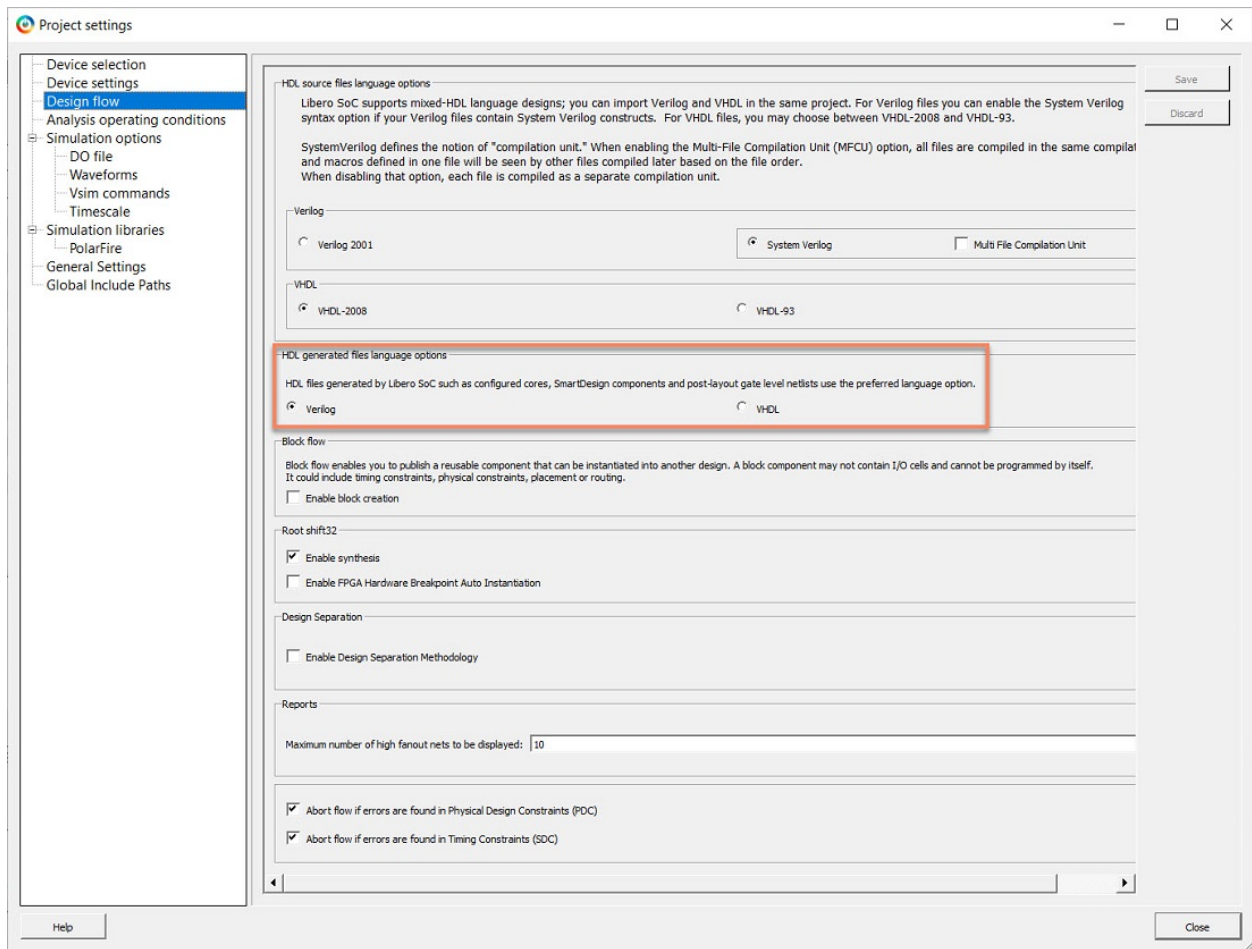 Project settings
Device selection
Device settings
Design flow
Analysis operating conditions
Simulation options
DO file
Waveforms
Vsim commands
Timescale
Simulation libraries
PolarFire
General Settings
Global Include Paths
HDL source files language options
Libero SoC supports mixed-HDL language designs; you can import Verilog and VHDL in the same project. For Verilog files you can enable the System Verilog
syntax option if your Verilog files contain System Verilog constructs. For VHDL files, you may choose between VHDL-2008 and VHDL-93.
SystemVerilog defines the notion of "compilation unit." When enabling the Multi-File Compilation Unit (MFCU) option, all files are compiled in the same compilat
and macros defined in one file will be seen by other files compiled later based on the file order.
When disabling that option, each file is compiled as a separate compilation unit.
Verilog
Verilog 2001
System Verilog
Multi File Compilation Unit
VHDL
VHDL-2008
VHDL-93
HDL generated files language options
HDL files generated by Libero SoC such as configured cores, SmartDesign components and post-layout gate level netlists use the preferred language option.
Verilog
VHDL
Block flow
Block flow enables you to publish a reusable component that can be instantiated into another design. A block component may not contain I/O cells and cannot be programmed by itself.
It could include timing constraints, physical constraints, placement or routing.
Enable block creation
Root shift32
Enable synthesis
Enable FPGA Hardware Breakpoint Auto Instantiation
Design Separation
Enable Design Separation Methodology
Reports
Maximum number of high fanout nets to be displayed: 10
Abort flow if errors are found in Physical Design Constraints (PDC)
Abort flow if errors are found in Timing Constraints (SDC)
Save
Discard
Help
Close